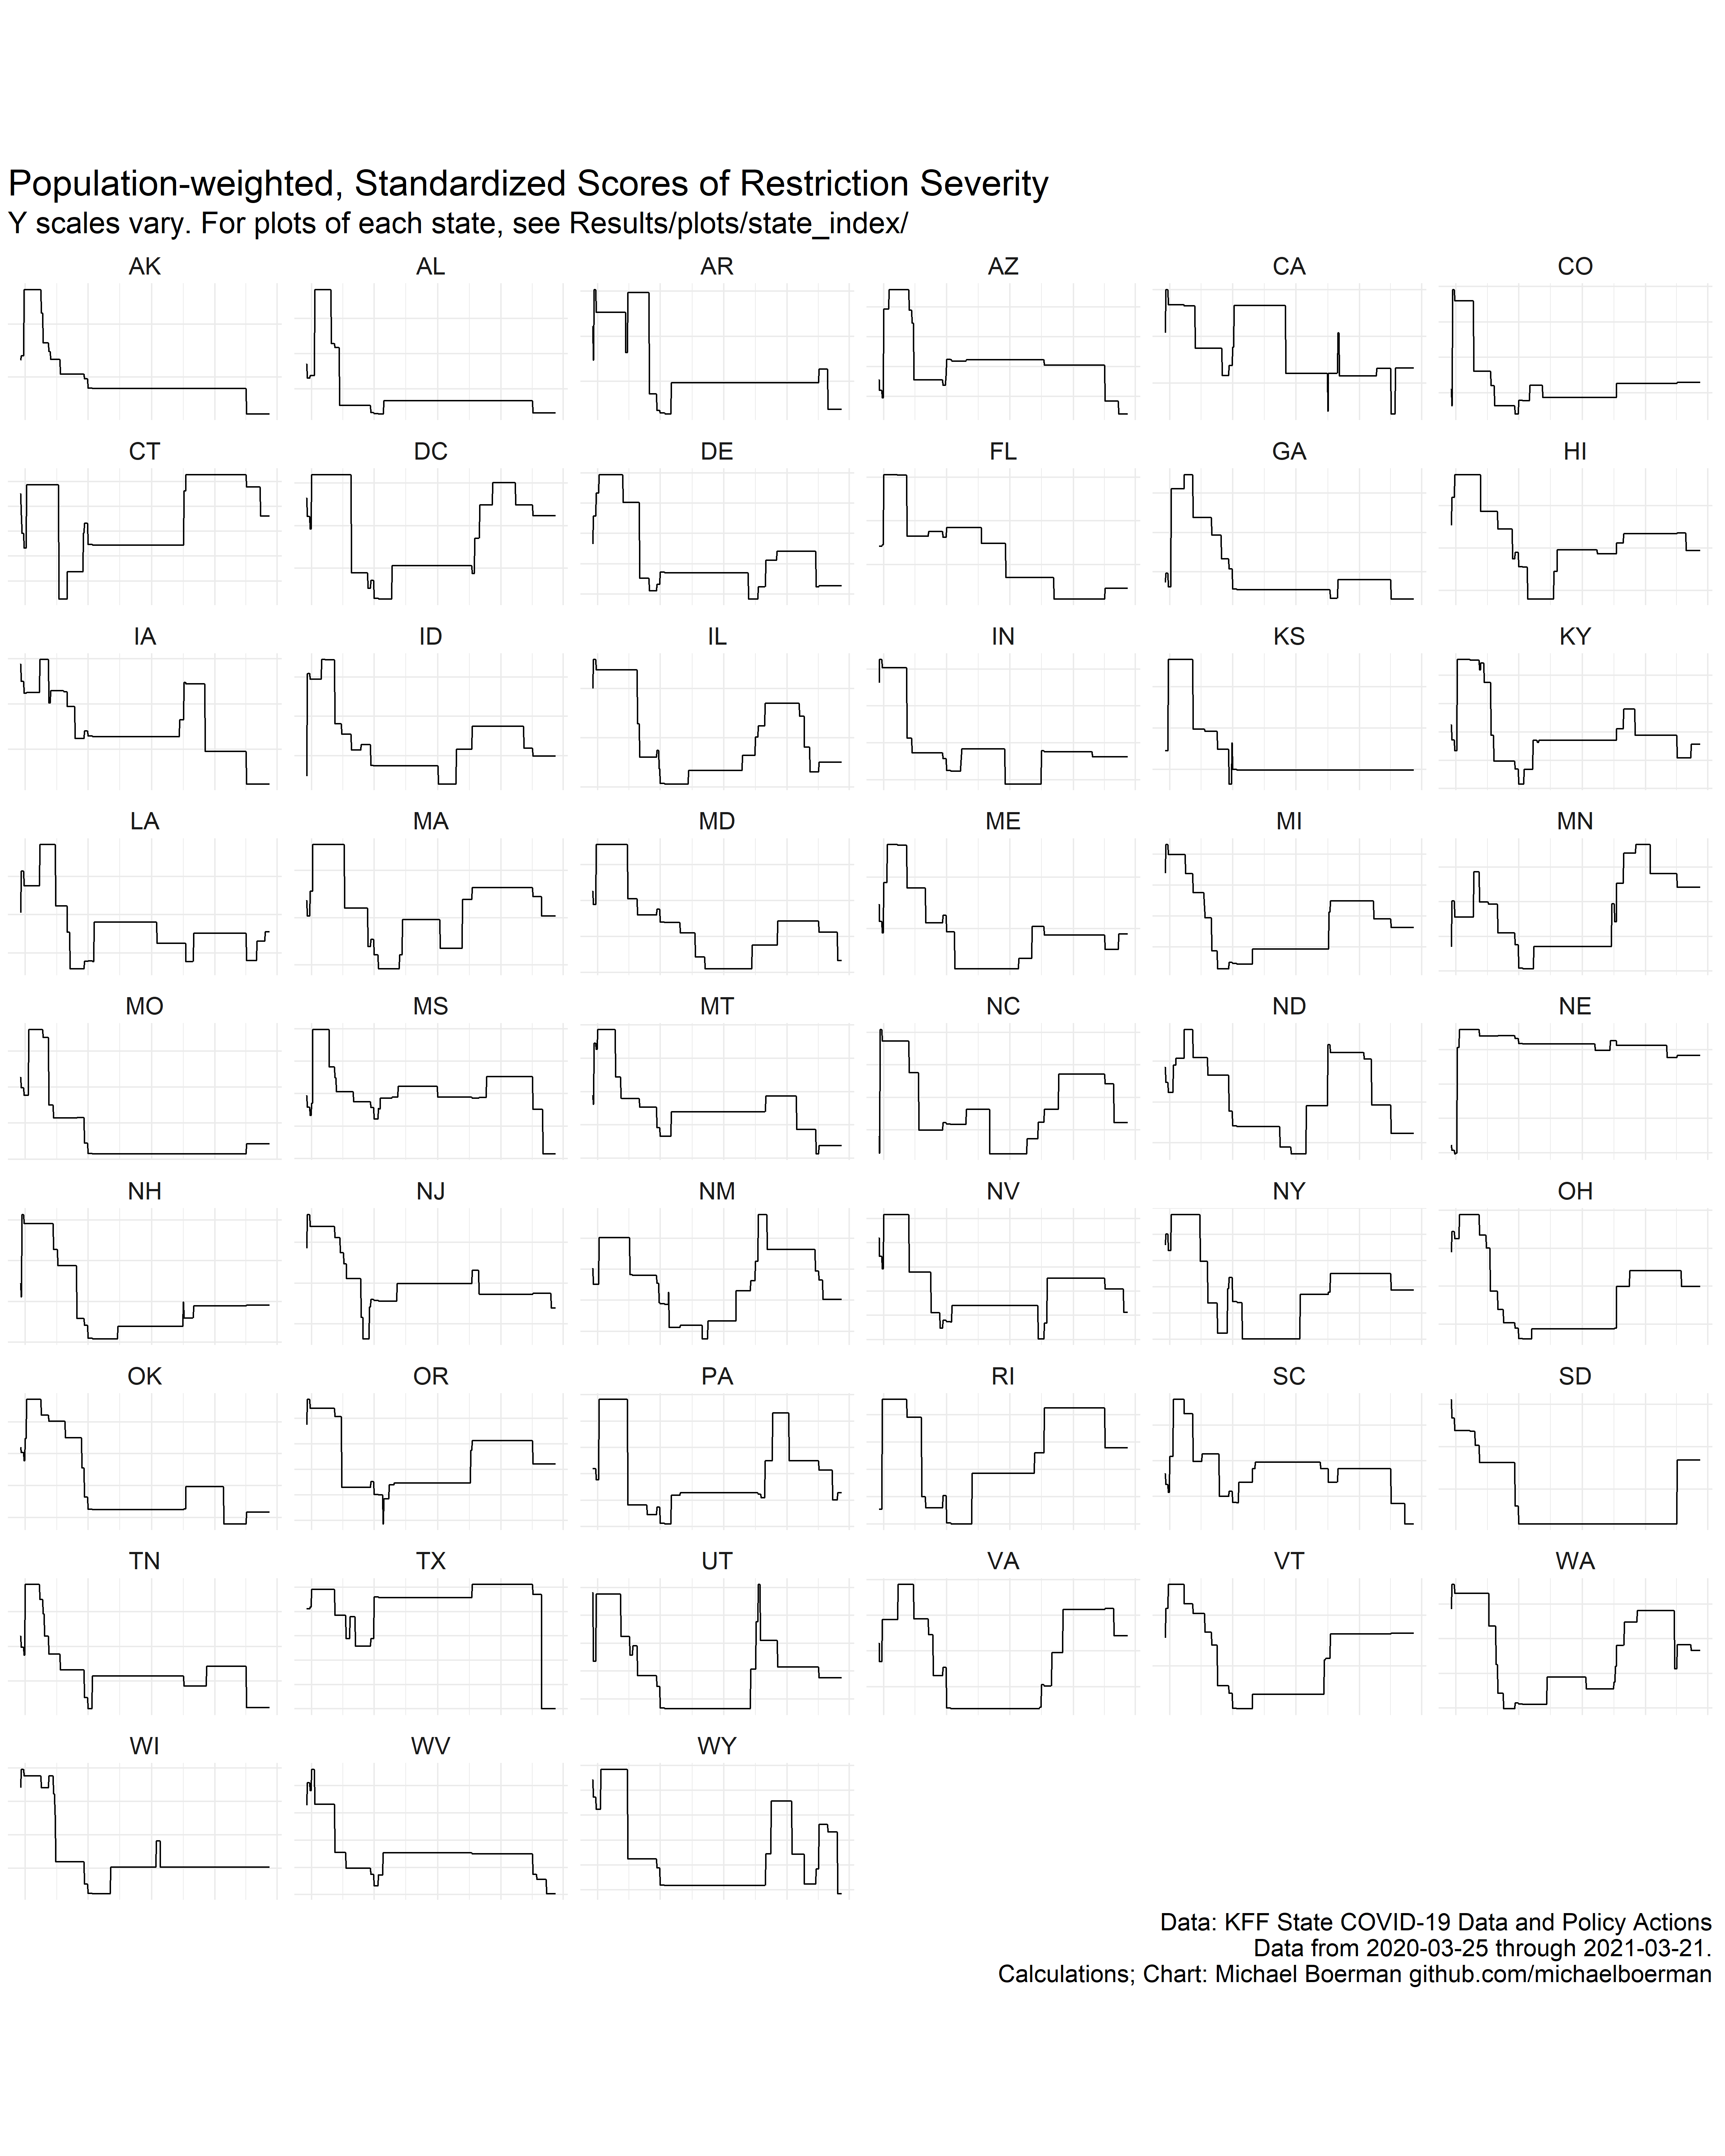 Population-weighted, Standardized Scores of Restriction Severity
Y scales vary. For plots of each state, see Results/plots/state_index/
AK AL AR AZ CA CO
CT DC DE FL GA HI
IA ID IL IN KS KY
LA MA MD ME MI MN
MO MS MT NC ND NE
NH NJ NM NV NY OH
OK OR PA RI SC SD
TN TX UT VA VT WA
WI WV WY
Data: KFF State COVID-19 Data and Policy Actions
Data from 2020-03-25 through 2021-03-21.
Calculations; Chart: Michael Boerman github.com/michaelboerman